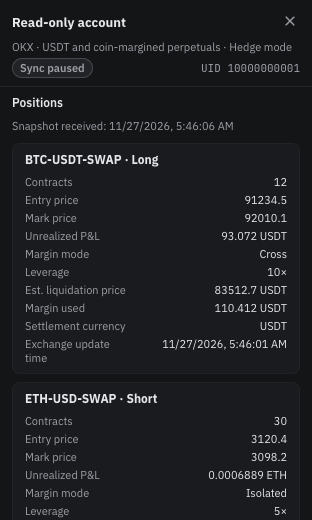 Read-only account
OKX · USDT and coin-margined perpetuals · Hedge mode
Sync paused UID 10000000001
Positions
Snapshot received: 11/27/2026, 5:46:06 AM
BTC-USDT-SWAP · Long
Contracts 12
Entry price 91234.5
Mark price 92010.1
Unrealized P&L 93.072 USDT
Margin mode Cross
Leverage 10×
Est. liquidation price 83512.7 USDT
Margin used 110.412 USDT
Settlement currency USDT
Exchange update time 11/27/2026, 5:46:01 AM
ETH-USD-SWAP · Short
Contracts 30
Entry price 3120.4
Mark price 3098.2
Unrealized P&L 0.0006889 ETH
Margin mode Isolated
Leverage 5×